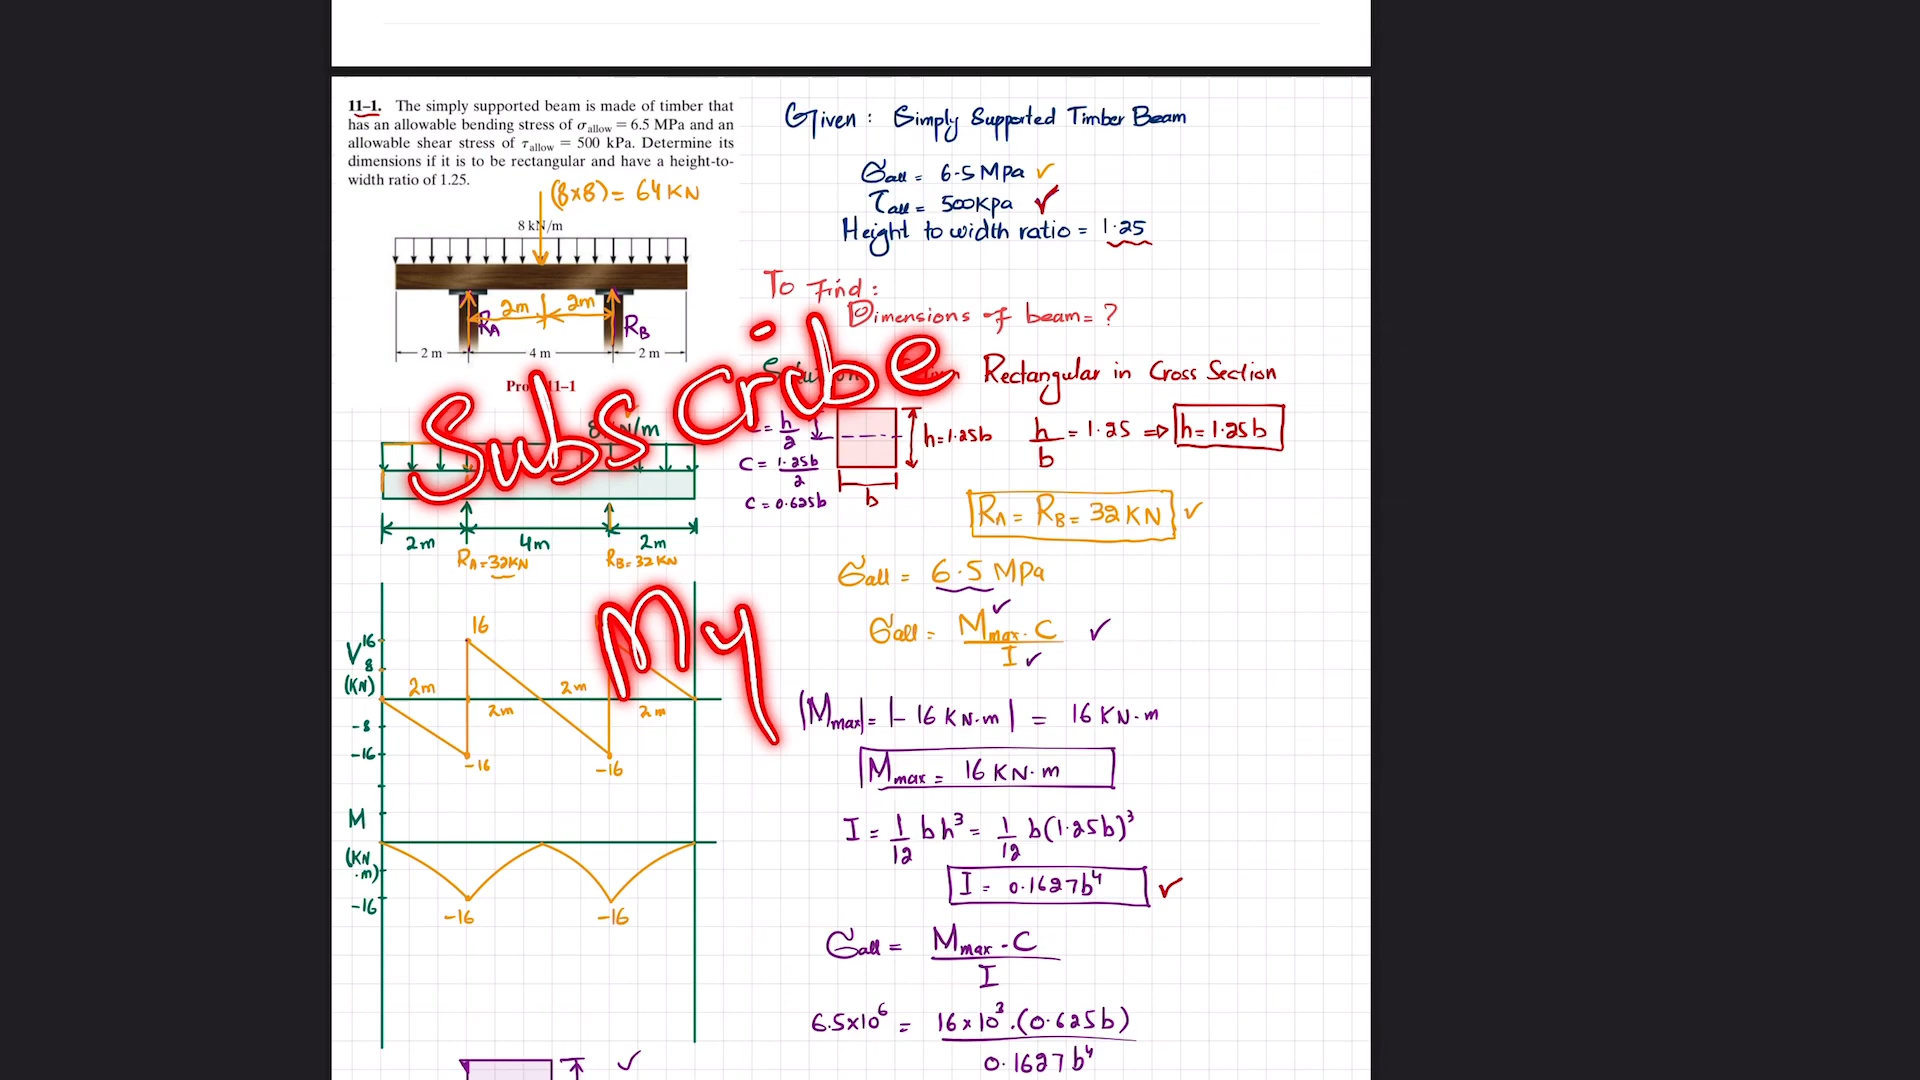 11–1. The simply supported beam is made of timber that
has an allowable bending stress of σallow = 6.5 MPa and an
allowable shear stress of τallow = 500 kPa. Determine its
dimensions if it is to be rectangular and have a height-to-
width ratio of 1.25.
(8x8) = 64 KN
8 kN/m
2m 2m
RA RB
2 m 4 m 2 m
11–1
Subscribe
/m
2m 4m 2m
RA = 32KN RB = 32 KN
My
V
(KN)
16
8
-8
-16
16
2m 2m
2m 2m
-16 -16
M
(KN
.m)
-16
-16 -16
Given : Simply Supported Timber Beam
σall = 6.5 MPa ✓
τall = 500KPa ✓
Height to width ratio = 1.25
To Find :
Dimensions of beam = ?
Rectangular in Cross Section
= h/2
C = 1.25b/2
C = 0.625b
h = 1.25b
b
h/b = 1.25 ⇒ h = 1.25b
RA = RB = 32 KN ✓
σall = 6.5 MPa
σall = Mmax . C / I ✓
|Mmax| = |- 16 KN.m| = 16 KN.m
Mmax = 16 KN.m
I = 1/12 bh³ = 1/12 b(1.25b)³
I = 0.1627b⁴ ✓
σall = Mmax . C / I
6.5x10⁶ = 16x10³.(0.625b) / 0.1627b⁴